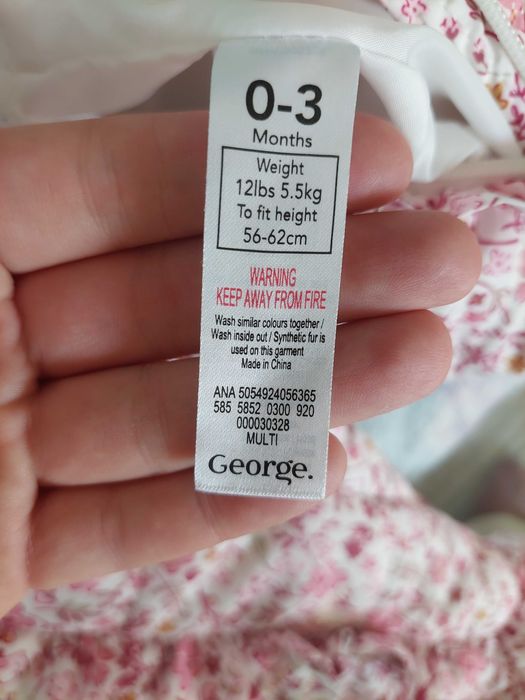 0-3
Months
Weight
12lbs 5.5kg
To fit height
56-62cm
WARNING
KEEP AWAY FROM FIRE
Wash similar colours together /
Wash inside out / Synthetic fur is
used on this garment
Made in China
ANA 5054924056365
585 5852 0300 920
000030328
MULTI
George.